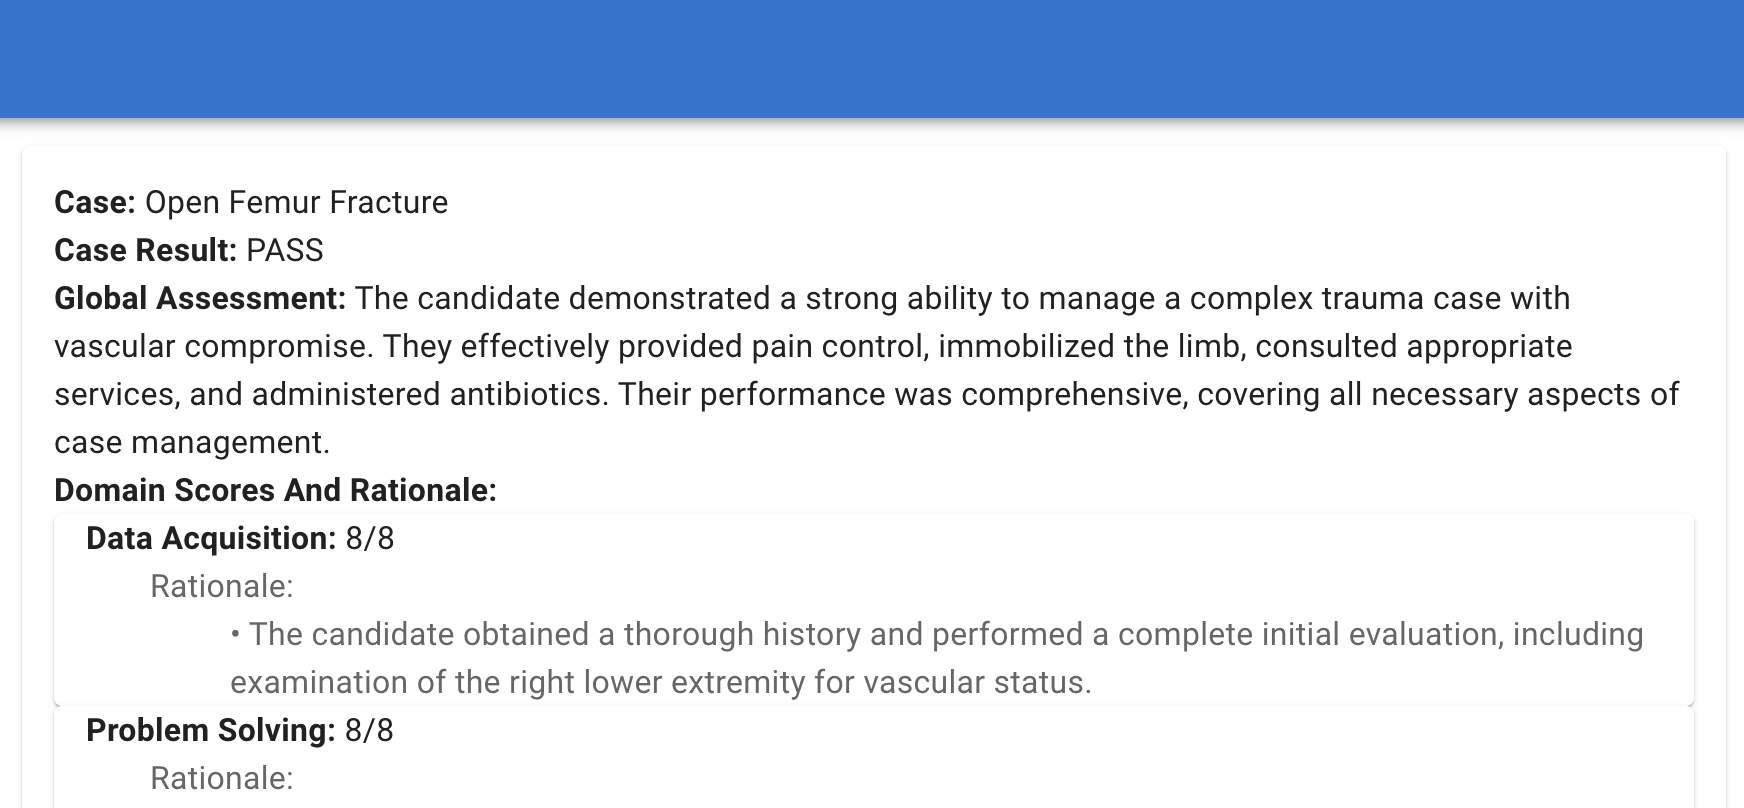 Case: Open Femur Fracture
Case Result: PASS
Global Assessment: The candidate demonstrated a strong ability to manage a complex trauma case with
vascular compromise. They effectively provided pain control, immobilized the limb, consulted appropriate
services, and administered antibiotics. Their performance was comprehensive, covering all necessary aspects of
case management.
Domain Scores And Rationale:
Data Acquisition: 8/8
Rationale:
• The candidate obtained a thorough history and performed a complete initial evaluation, including
examination of the right lower extremity for vascular status.
Problem Solving: 8/8
Rationale: